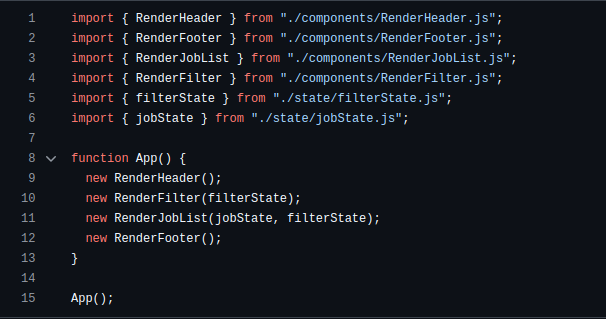 1 import { RenderHeader } from "./components/RenderHeader.js";
2 import { RenderFooter } from "./components/RenderFooter.js";
3 import { RenderJobList } from "./components/RenderJobList.js";
4 import { RenderFilter } from "./components/RenderFilter.js";
5 import { filterState } from "./state/filterState.js";
6 import { jobState } from "./state/jobState.js";
7
8 function App() {
9   new RenderHeader();
10   new RenderFilter(filterState);
11   new RenderJobList(jobState, filterState);
12   new RenderFooter();
13 }
14
15 App();